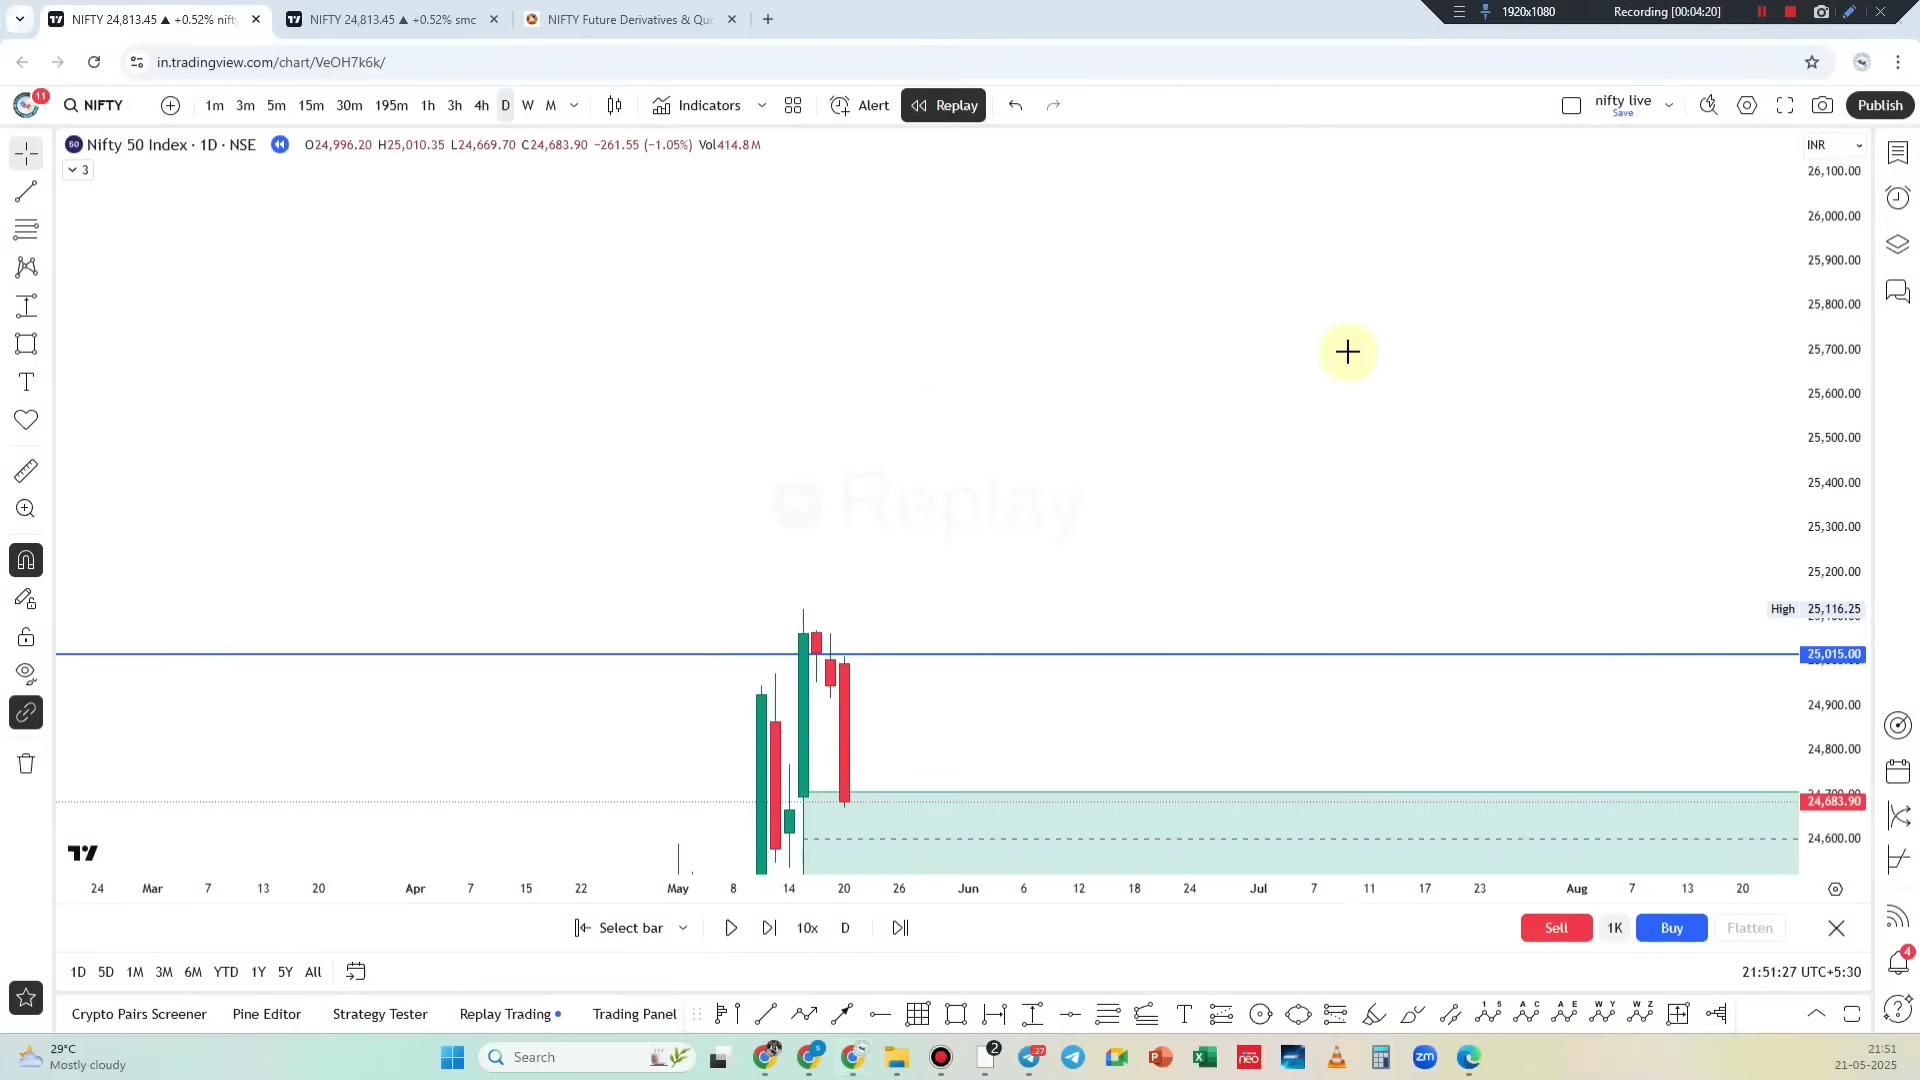 NIFTY 24,813.45 ▲ +0.52% nifty
NIFTY 24,813.45 ▲ +0.52% smc
NIFTY Future Derivatives & Quo
1920x1080
Recording [00:04:20]
in.tradingview.com/chart/VeOH7k6k/
11
NIFTY
1m 3m 5m 15m 30m 195m 1h 3h 4h D W M
Indicators
Alert
Replay
nifty live
Save
Publish
50
Nifty 50 Index · 1D · NSE
O24,996.20 H25,010.35 L24,669.70 C24,683.90 −261.55 (−1.05%) Vol414.8M
INR
3
26,100.00
26,000.00
25,900.00
25,800.00
25,700.00
25,600.00
25,500.00
25,400.00
25,300.00
25,200.00
Replay
High 25,116.25
25,015.00
24,900.00
24,800.00
24,683.90
24,600.00
24 Mar 7 13 20 Apr 7 15 22 May 8 14 20 26 Jun 6 12 18 24 Jul 7 11 17 23 Aug 7 13 20
Select bar
10x
D
Sell
1K
Buy
Flatten
1D 5D 1M 3M 6M YTD 1Y 5Y All
21:51:27 UTC+5:30
4
Crypto Pairs Screener
Pine Editor
Strategy Tester
Replay Trading
Trading Panel
29°C
Mostly cloudy
Search
2
27
neo
zm
21:51
21-05-2025